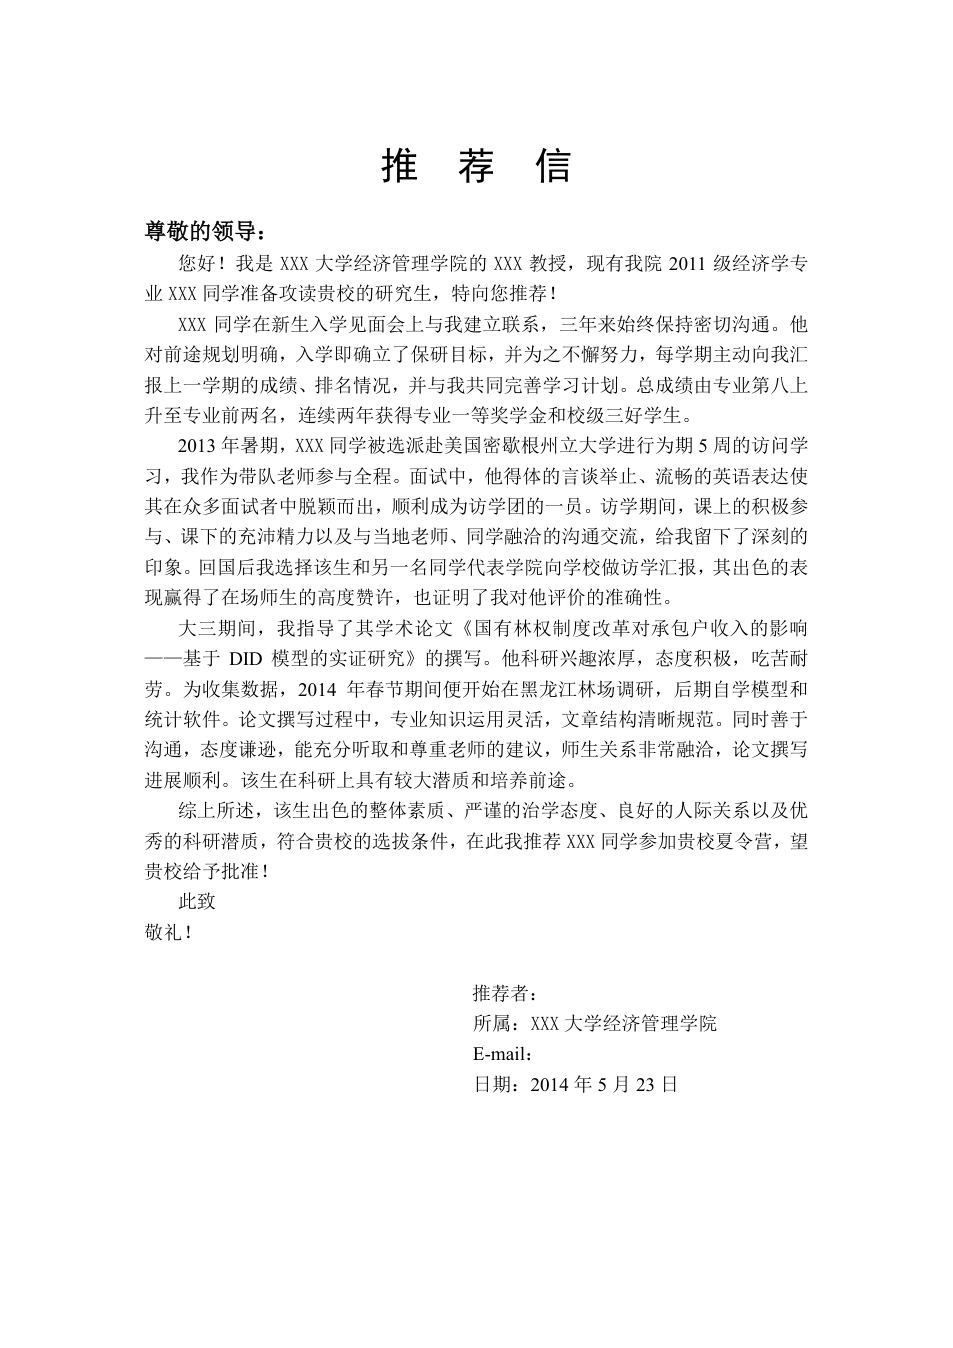 推 荐 信
尊敬的领导：
您好！我是 XXX 大学经济管理学院的 XXX 教授，现有我院 2011 级经济学专
业 XXX 同学准备攻读贵校的研究生，特向您推荐！
XXX 同学在新生入学见面会上与我建立联系，三年来始终保持密切沟通。他
对前途规划明确，入学即确立了保研目标，并为之不懈努力，每学期主动向我汇
报上一学期的成绩、排名情况，并与我共同完善学习计划。总成绩由专业第八上
升至专业前两名，连续两年获得专业一等奖学金和校级三好学生。
2013 年暑期，XXX 同学被选派赴美国密歇根州立大学进行为期 5 周的访问学
习，我作为带队老师参与全程。面试中，他得体的言谈举止、流畅的英语表达使
其在众多面试者中脱颖而出，顺利成为访学团的一员。访学期间，课上的积极参
与、课下的充沛精力以及与当地老师、同学融洽的沟通交流，给我留下了深刻的
印象。回国后我选择该生和另一名同学代表学院向学校做访学汇报，其出色的表
现赢得了在场师生的高度赞许，也证明了我对他评价的准确性。
大三期间，我指导了其学术论文《国有林权制度改革对承包户收入的影响
——基于 DID 模型的实证研究》的撰写。他科研兴趣浓厚，态度积极，吃苦耐
劳。为收集数据，2014 年春节期间便开始在黑龙江林场调研，后期自学模型和
统计软件。论文撰写过程中，专业知识运用灵活，文章结构清晰规范。同时善于
沟通，态度谦逊，能充分听取和尊重老师的建议，师生关系非常融洽，论文撰写
进展顺利。该生在科研上具有较大潜质和培养前途。
综上所述，该生出色的整体素质、严谨的治学态度、良好的人际关系以及优
秀的科研潜质，符合贵校的选拔条件，在此我推荐 XXX 同学参加贵校夏令营，望
贵校给予批准！
此致
敬礼！
推荐者：
所属：XXX 大学经济管理学院
E-mail：
日期：2014 年 5 月 23 日